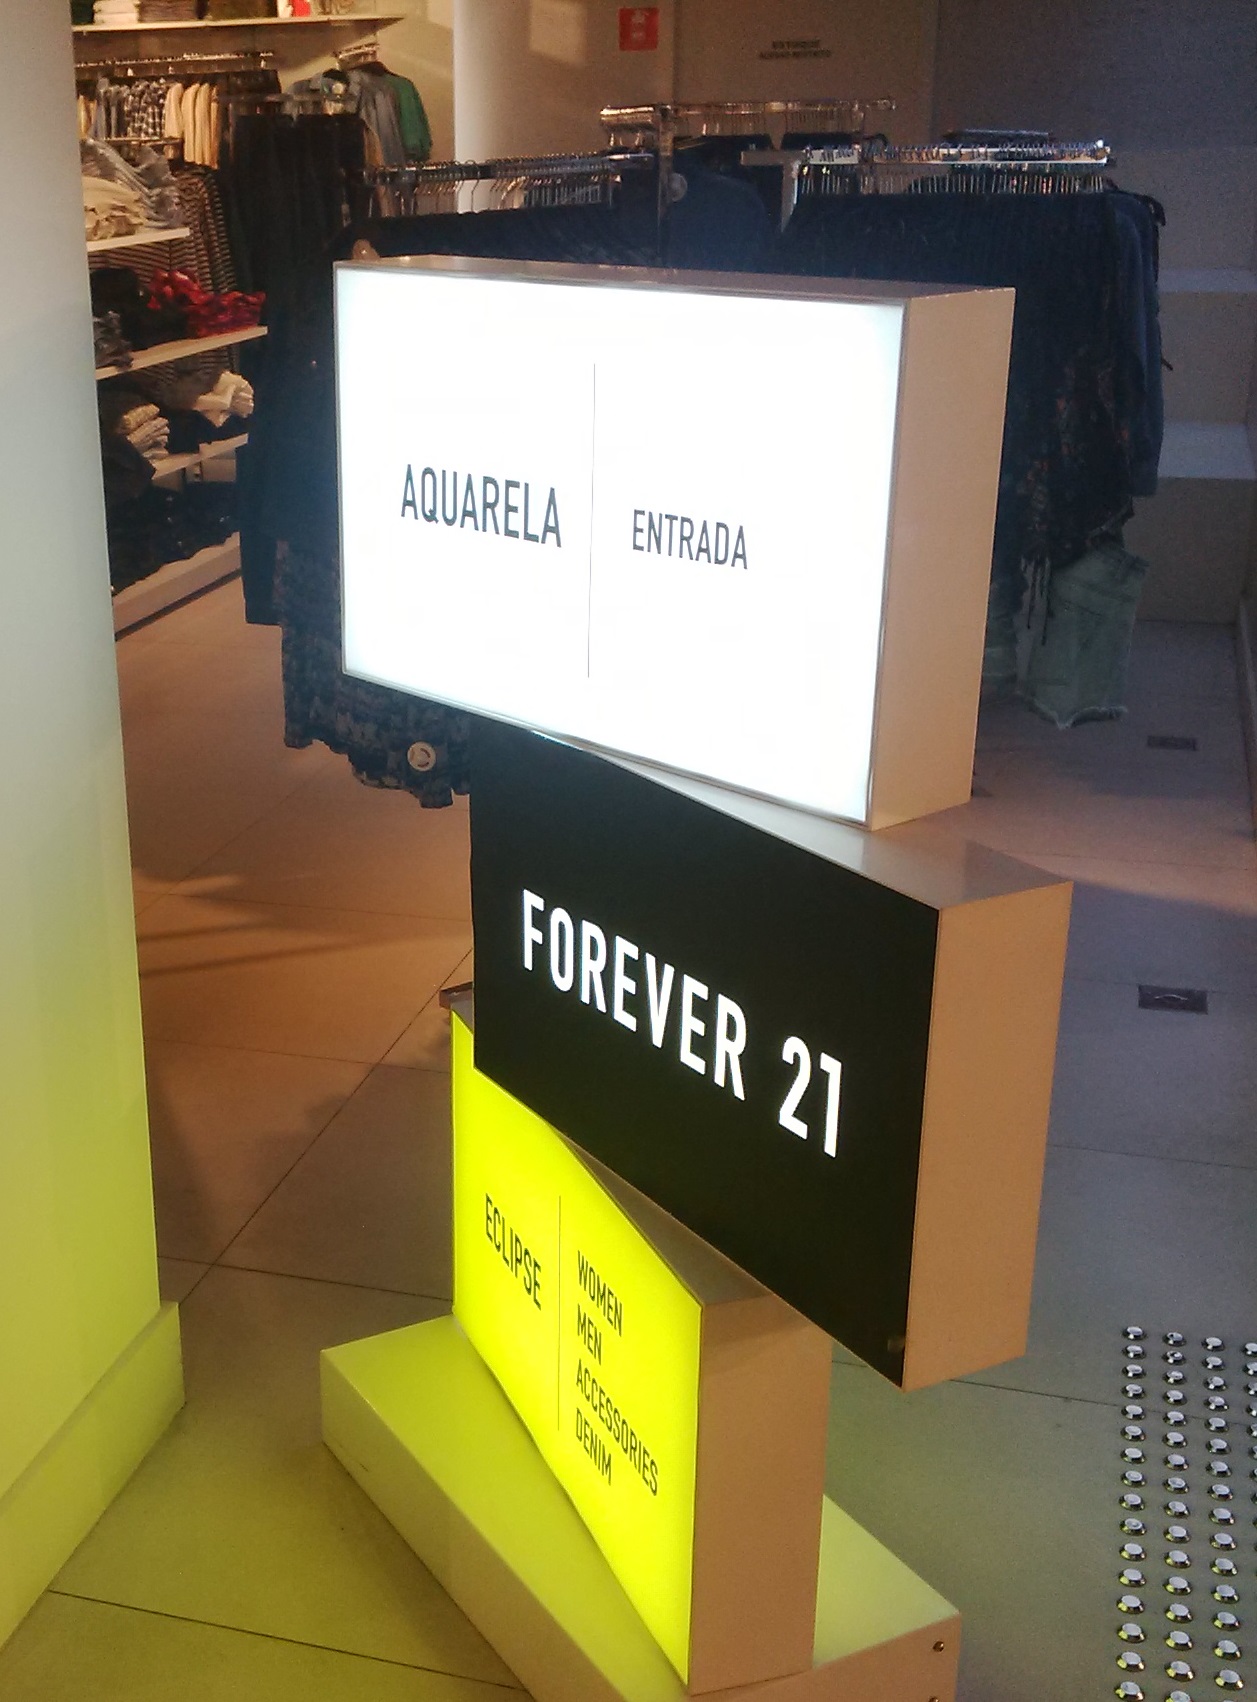 AQUARELA
ENTRADA
FOREVER 21
ECLIPSE
WOMEN
MEN
ACCESSORIES
DENIM